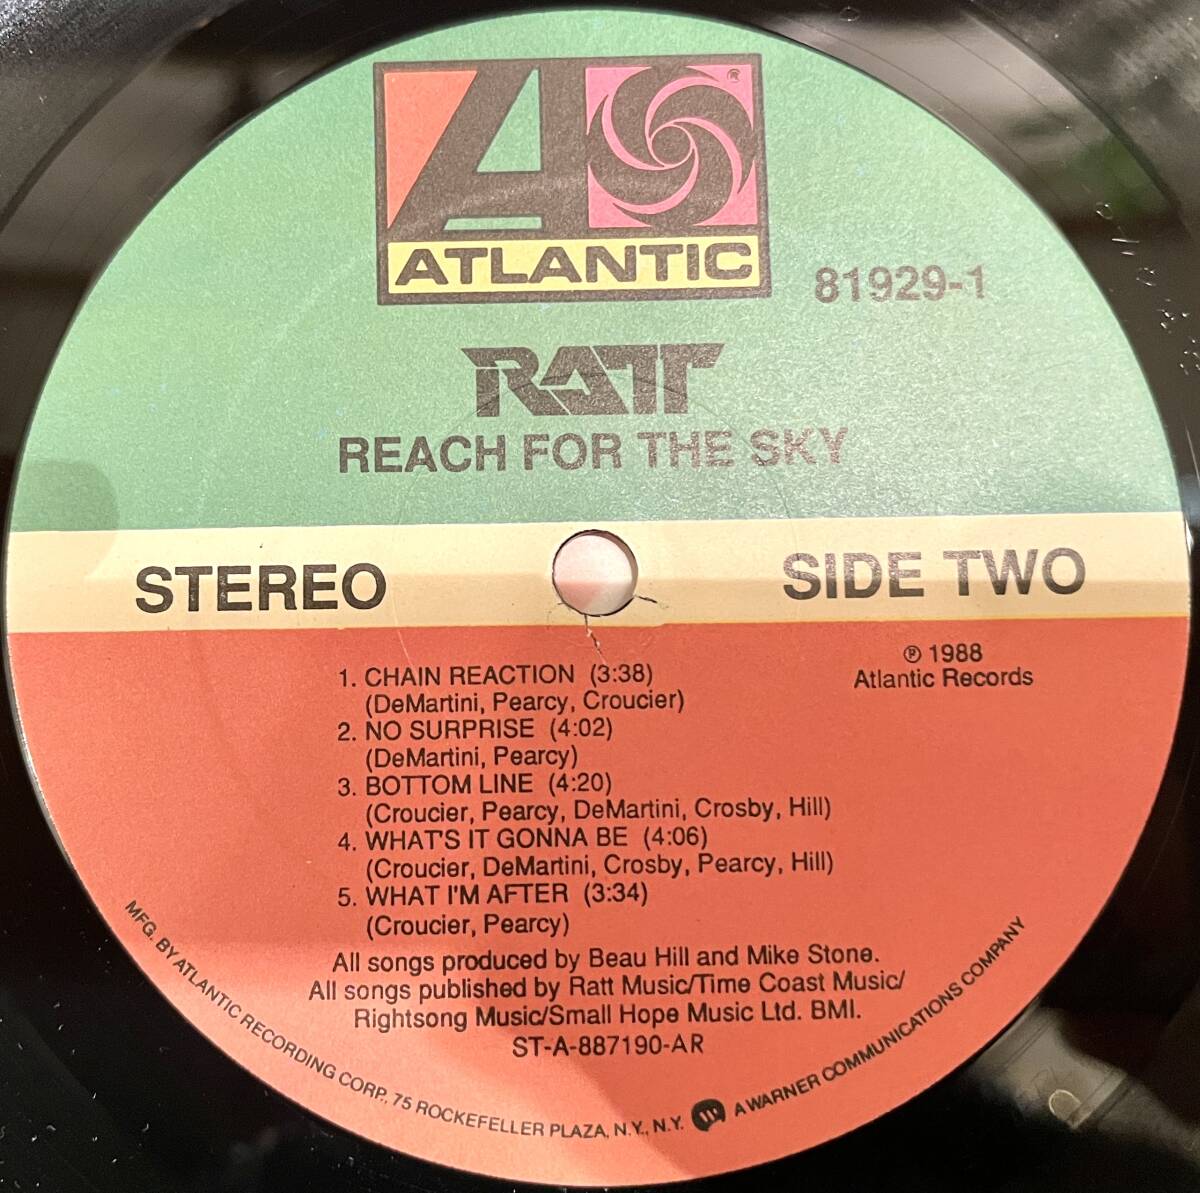 ATLANTIC
®
81929-1
RATT
REACH FOR THE SKY
STEREO
SIDE TWO
℗ 1988
Atlantic Records
1. CHAIN REACTION (3:38)
(DeMartini, Pearcy, Croucier)
2. NO SURPRISE (4:02)
(DeMartini, Pearcy)
3. BOTTOM LINE (4:20)
(Croucier, Pearcy, DeMartini, Crosby, Hill)
4. WHAT'S IT GONNA BE (4:06)
(Croucier, DeMartini, Crosby, Pearcy, Hill)
5. WHAT I'M AFTER (3:34)
(Croucier, Pearcy)
All songs produced by Beau Hill and Mike Stone.
All songs published by Ratt Music/Time Coast Music/
Rightsong Music/Small Hope Music Ltd. BMI.
ST-A-887190-AR
MFG. BY ATLANTIC RECORDING CORP., 75 ROCKEFELLER PLAZA, N.Y., N.Y. A WARNER COMMUNICATIONS COMPANY